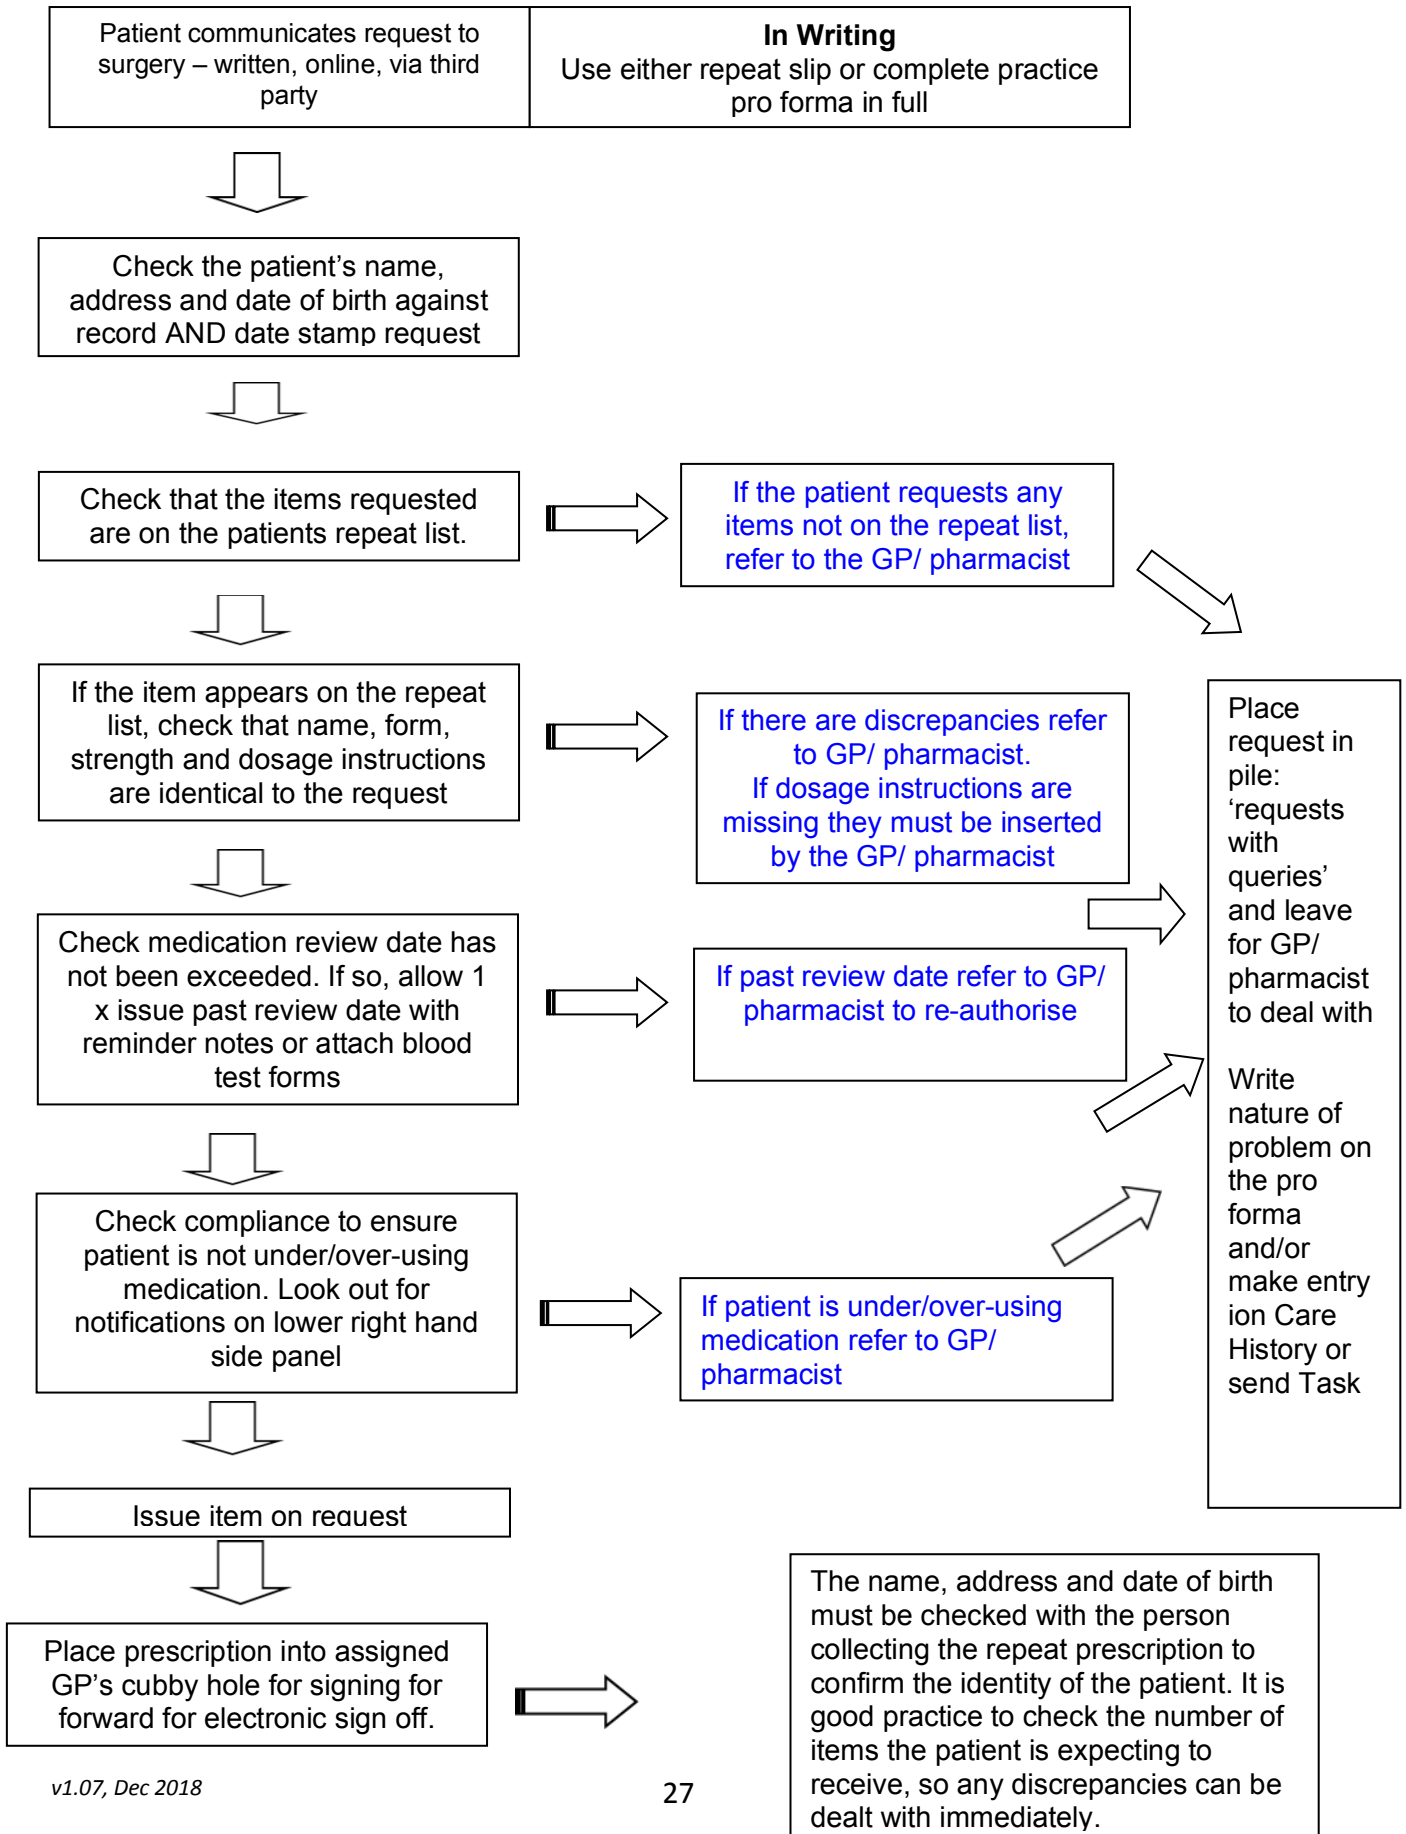 Patient communicates request to
surgery – written, online, via third
party
In Writing
Use either repeat slip or complete practice
pro forma in full
Check the patient’s name,
address and date of birth against
record AND date stamp request
Check that the items requested
are on the patients repeat list.
If the patient requests any
items not on the repeat list,
refer to the GP/ pharmacist
If the item appears on the repeat
list, check that name, form,
strength and dosage instructions
are identical to the request
If there are discrepancies refer
to GP/ pharmacist.
If dosage instructions are
missing they must be inserted
by the GP/ pharmacist
Check medication review date has
not been exceeded. If so, allow 1
x issue past review date with
reminder notes or attach blood
test forms
If past review date refer to GP/
pharmacist to re-authorise
Check compliance to ensure
patient is not under/over-using
medication. Look out for
notifications on lower right hand
side panel
If patient is under/over-using
medication refer to GP/
pharmacist
Place
request in
pile:
‘requests
with
queries’
and leave
for GP/
pharmacist
to deal with
Write
nature of
problem on
the pro
forma
and/or
make entry
ion Care
History or
send Task
Issue item on request
Place prescription into assigned
GP’s cubby hole for signing for
forward for electronic sign off.
The name, address and date of birth
must be checked with the person
collecting the repeat prescription to
confirm the identity of the patient. It is
good practice to check the number of
items the patient is expecting to
receive, so any discrepancies can be
dealt with immediately.
v1.07, Dec 2018
27